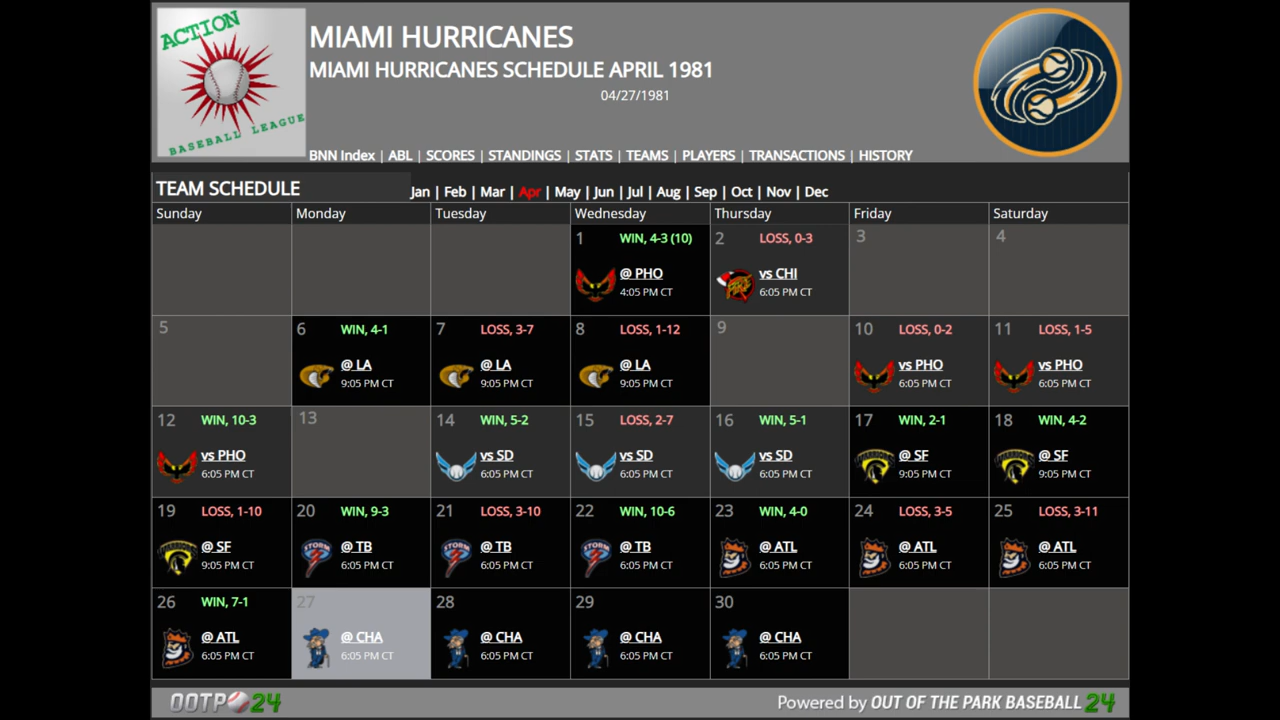 ACTION
BASEBALL LEAGUE
MIAMI HURRICANES
MIAMI HURRICANES SCHEDULE APRIL 1981
04/27/1981
BNN Index | ABL | SCORES | STANDINGS | STATS | TEAMS | PLAYERS | TRANSACTIONS | HISTORY
TEAM SCHEDULE
Jan | Feb | Mar | Apr | May | Jun | Jul | Aug | Sep | Oct | Nov | Dec
Sunday Monday Tuesday Wednesday Thursday Friday Saturday
1 WIN, 4-3 (10) 2 LOSS, 0-3 3 4
@ PHO vs CHI
4:05 PM CT 6:05 PM CT
5 6 WIN, 4-1 7 LOSS, 3-7 8 LOSS, 1-12 9 10 LOSS, 0-2 11 LOSS, 1-5
@ LA @ LA @ LA vs PHO vs PHO
9:05 PM CT 9:05 PM CT 9:05 PM CT 6:05 PM CT 6:05 PM CT
12 WIN, 10-3 13 14 WIN, 5-2 15 LOSS, 2-7 16 WIN, 5-1 17 WIN, 2-1 18 WIN, 4-2
vs PHO vs SD vs SD vs SD @ SF @ SF
6:05 PM CT 6:05 PM CT 6:05 PM CT 6:05 PM CT 9:05 PM CT 9:05 PM CT
19 LOSS, 1-10 20 WIN, 9-3 21 LOSS, 3-10 22 WIN, 10-6 23 WIN, 4-0 24 LOSS, 3-5 25 LOSS, 3-11
@ SF STORM @ TB STORM @ TB STORM @ TB @ ATL @ ATL @ ATL
9:05 PM CT 6:05 PM CT 6:05 PM CT 6:05 PM CT 6:05 PM CT 6:05 PM CT 6:05 PM CT
26 WIN, 7-1 27 28 29 30
@ ATL @ CHA @ CHA @ CHA @ CHA
6:05 PM CT 6:05 PM CT 6:05 PM CT 6:05 PM CT 6:05 PM CT
OOTP 24 Powered by OUT OF THE PARK BASEBALL 24